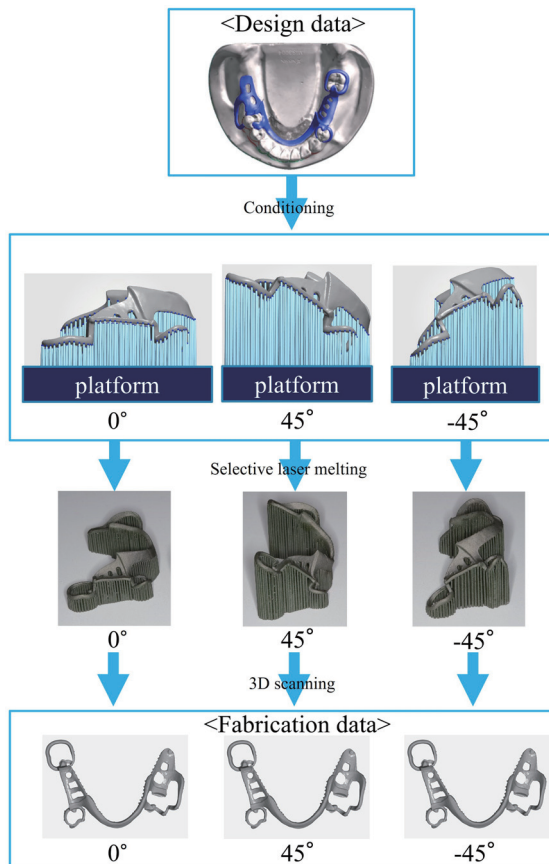 <Design data>
Conditioning
platform platform platform
0° 45° -45°
Selective laser melting
0° 45° -45°
3D scanning
<Fabrication data>
0° 45° -45°